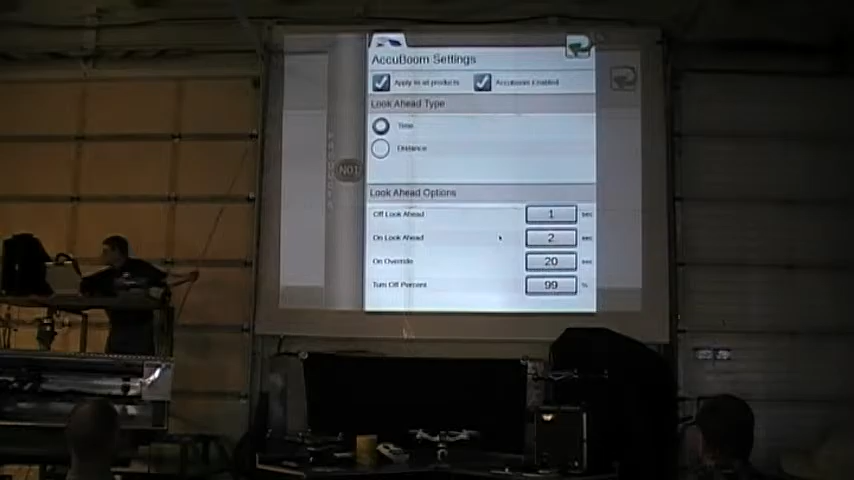 AccuBoom Settings
Apply to all products
AccuBoom Enabled
Look Ahead Type
Time
Distance
Look Ahead Options
Off Look Ahead 1 sec
On Look Ahead 2 sec
On Override 20 sec
Turn Off Percent 99 %